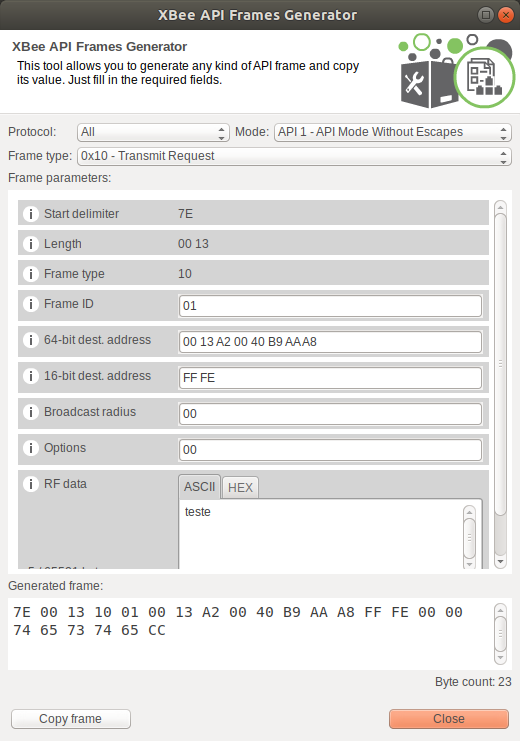 XBee API Frames Generator
XBee API Frames Generator
This tool allows you to generate any kind of API frame and copy
its value. Just fill in the required fields.
Protocol: All Mode: API 1 - API Mode Without Escapes
Frame type: 0x10 - Transmit Request
Frame parameters:
i Start delimiter 7E
i Length 00 13
i Frame type 10
i Frame ID 01
i 64-bit dest. address 00 13 A2 00 40 B9 AA A8
i 16-bit dest. address FF FE
i Broadcast radius 00
i Options 00
i RF data ASCII HEX
teste
Generated frame:
7E 00 13 10 01 00 13 A2 00 40 B9 AA A8 FF FE 00 00
74 65 73 74 65 CC
Byte count: 23
Copy frame Close